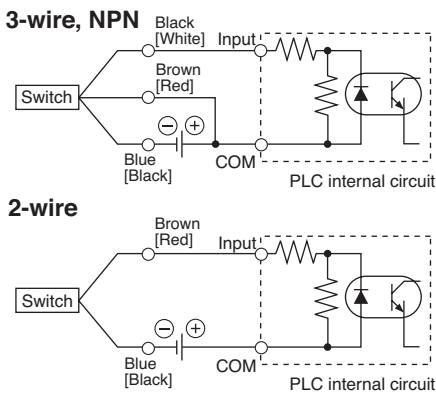 3-wire, NPN
Black
[White]
Input
Brown
[Red]
Switch
⊖ ⊕
Blue
[Black]
COM
PLC internal circuit
2-wire
Brown
[Red]
Input
Switch
⊖ ⊕
Blue
[Black]
COM
PLC internal circuit